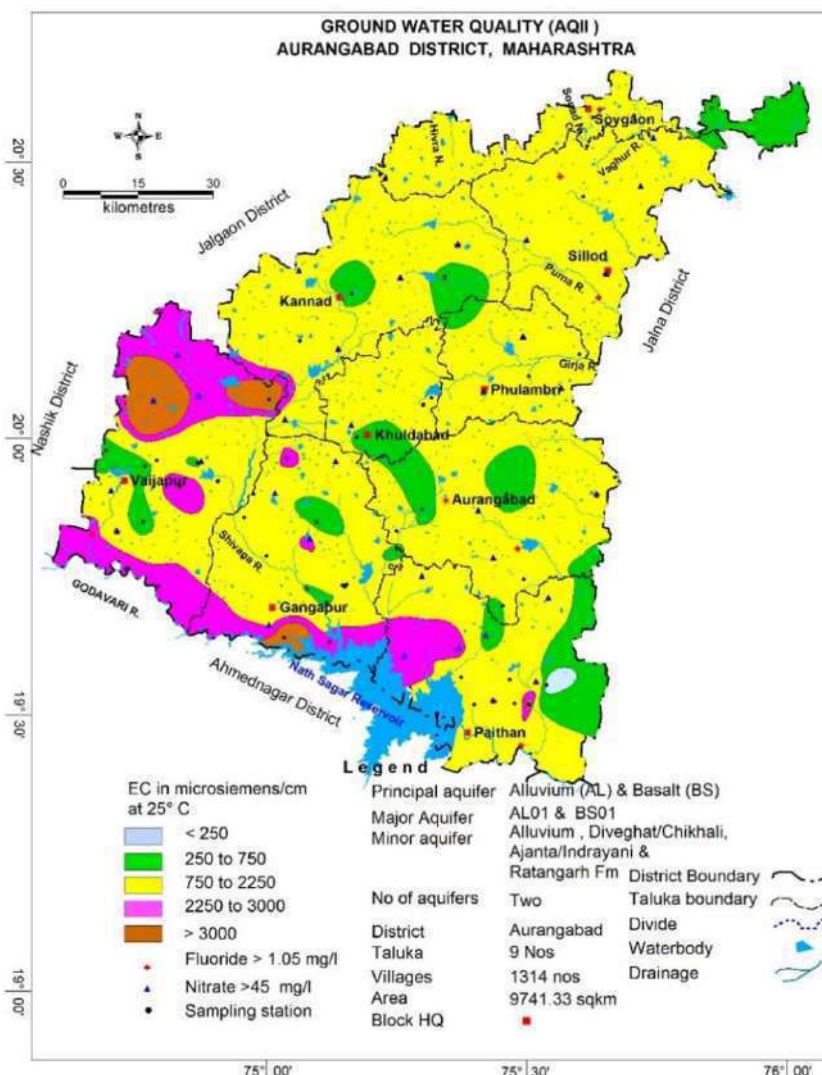 GROUND WATER QUALITY (AQII )
AURANGABAD DISTRICT, MAHARASHTRA
N
W E
S
0 15 30
kilometres
20° 30'
20° 00'
19° 30'
19° 00'
Jalgaon District
Nashik District
Jalna District
Ahmednagar District
Soygaon
Hivra N.
Vaghur R.
Sillod
Purna R.
Kannad
Girja R.
Phulambri
Khuldabad
Aurangabad
Vaijapur
Shivana R.
GODAVARI R.
Gangapur
Nath Sagar Reservoir
Paithan
Legend
EC in microsiemens/cm
at 25° C
< 250
250 to 750
750 to 2250
2250 to 3000
> 3000
Fluoride > 1.05 mg/l
Nitrate >45 mg/l
Sampling station
Principal aquifer Alluvium (AL) & Basalt (BS)
Major Aquifer AL01 & BS01
Minor aquifer Alluvium , Diveghat/Chikhali,
Ajanta/Indrayani &
Ratangarh Fm
No of aquifers Two
District Aurangabad
Taluka 9 Nos
Villages 1314 nos
Area 9741.33 sqkm
Block HQ
District Boundary
Taluka boundary
Divide
Waterbody
Drainage
75° 00' 75° 30' 76° 00'